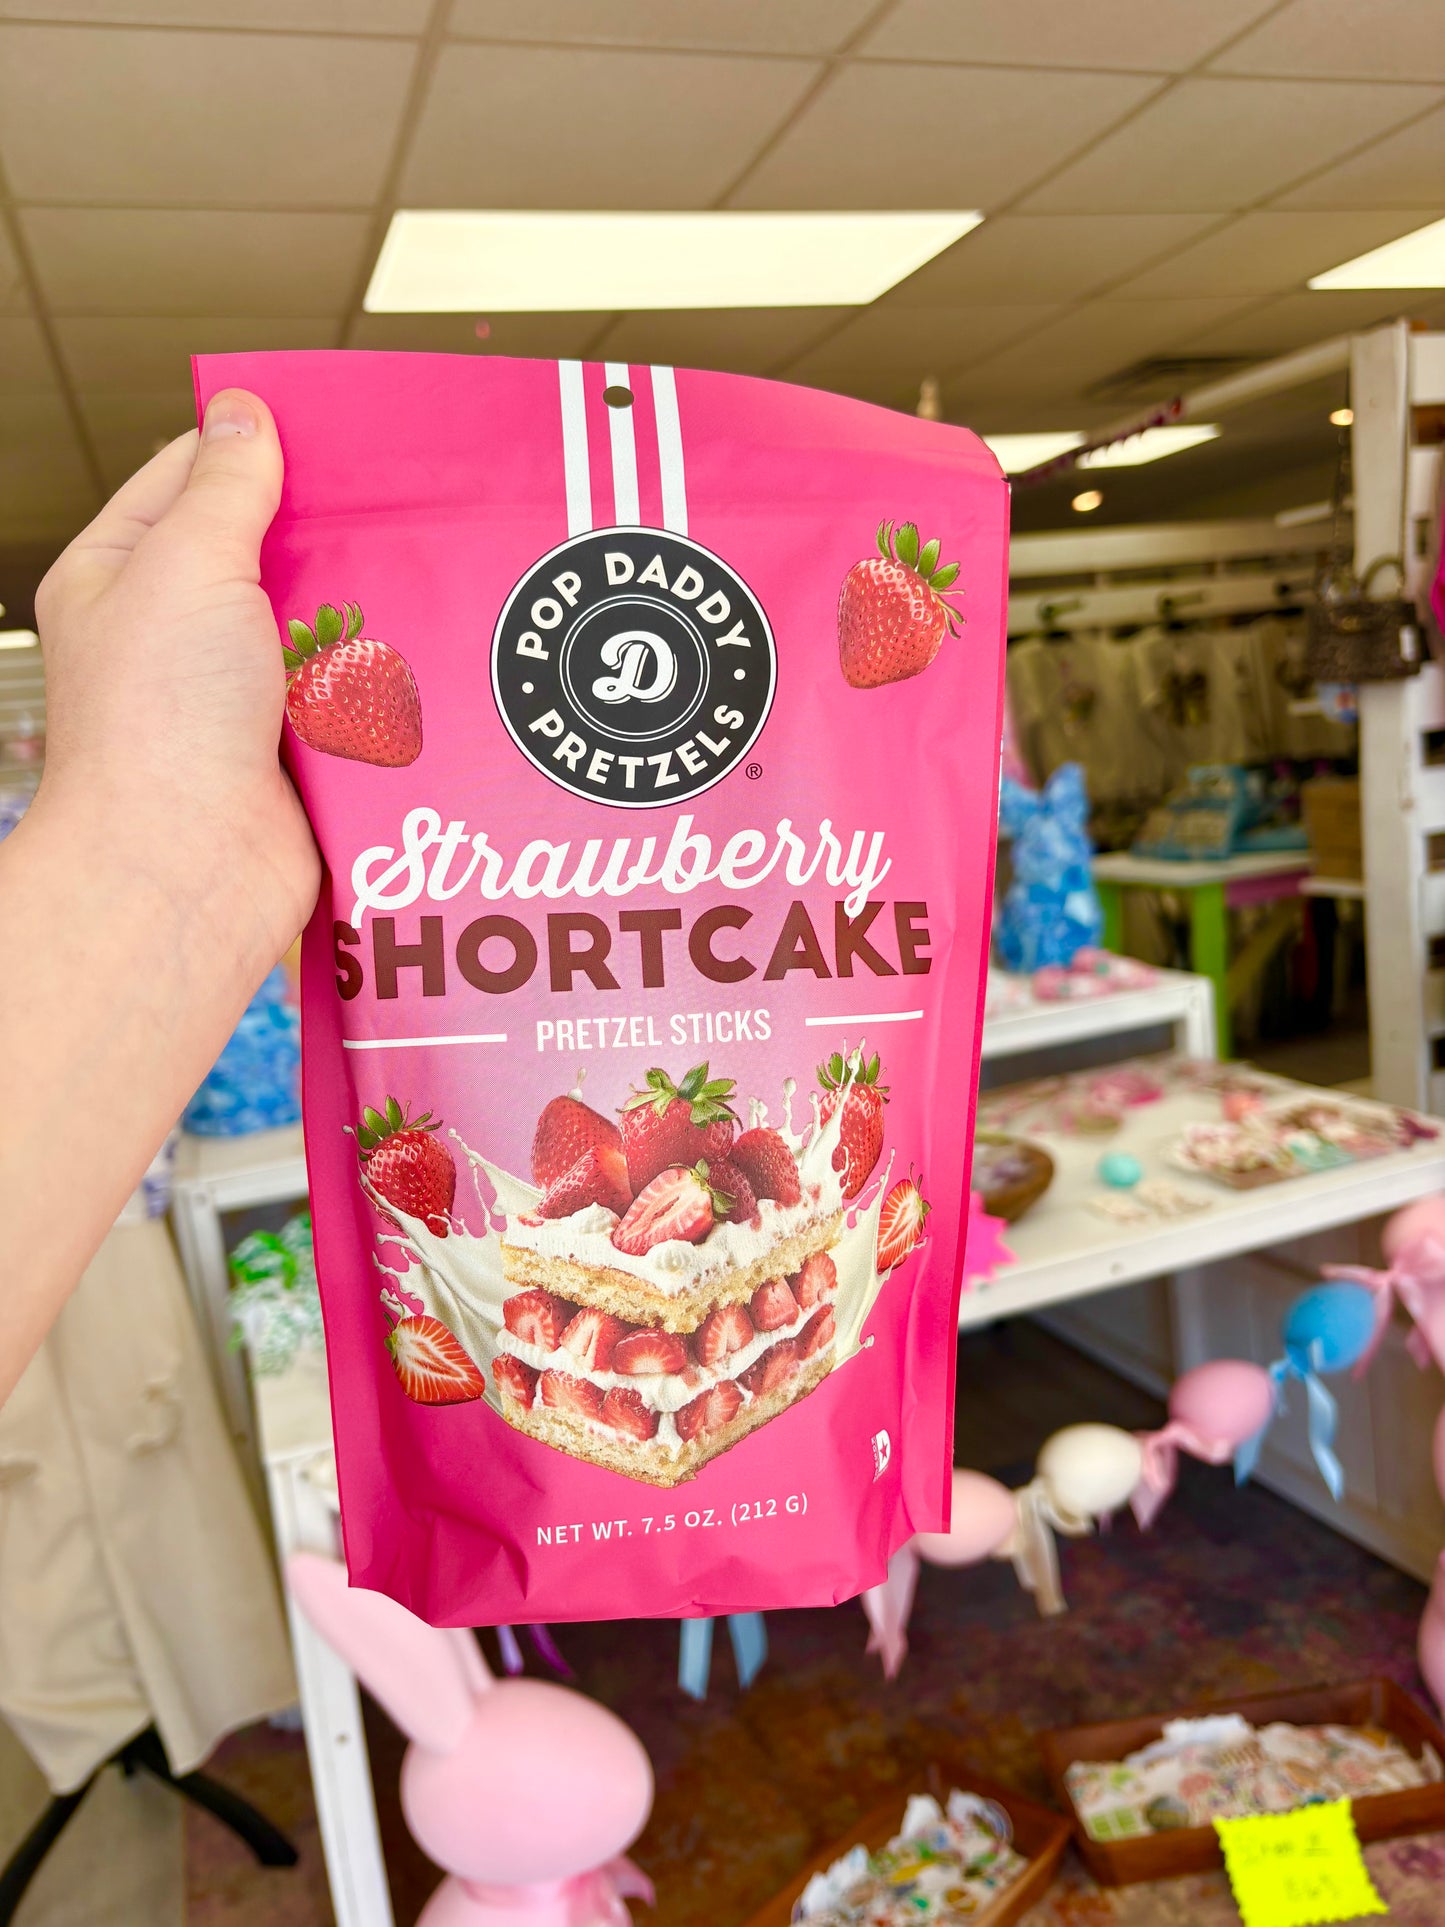 POP DADDY
D
PRETZELS
®
Strawberry
SHORTCAKE
PRETZEL STICKS
NET WT. 7.5 OZ. (212 G)